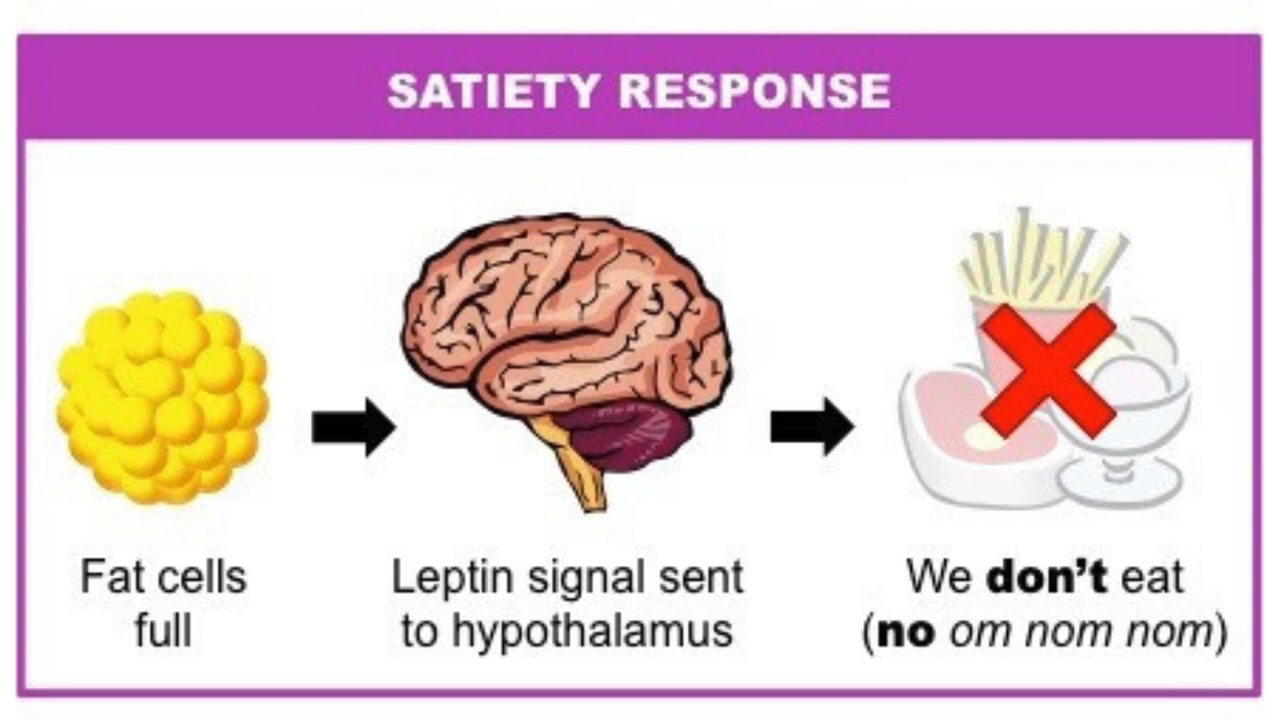 SATIETY RESPONSE
Fat cells
full
Leptin signal sent
to hypothalamus
We don’t eat
(no om nom nom)